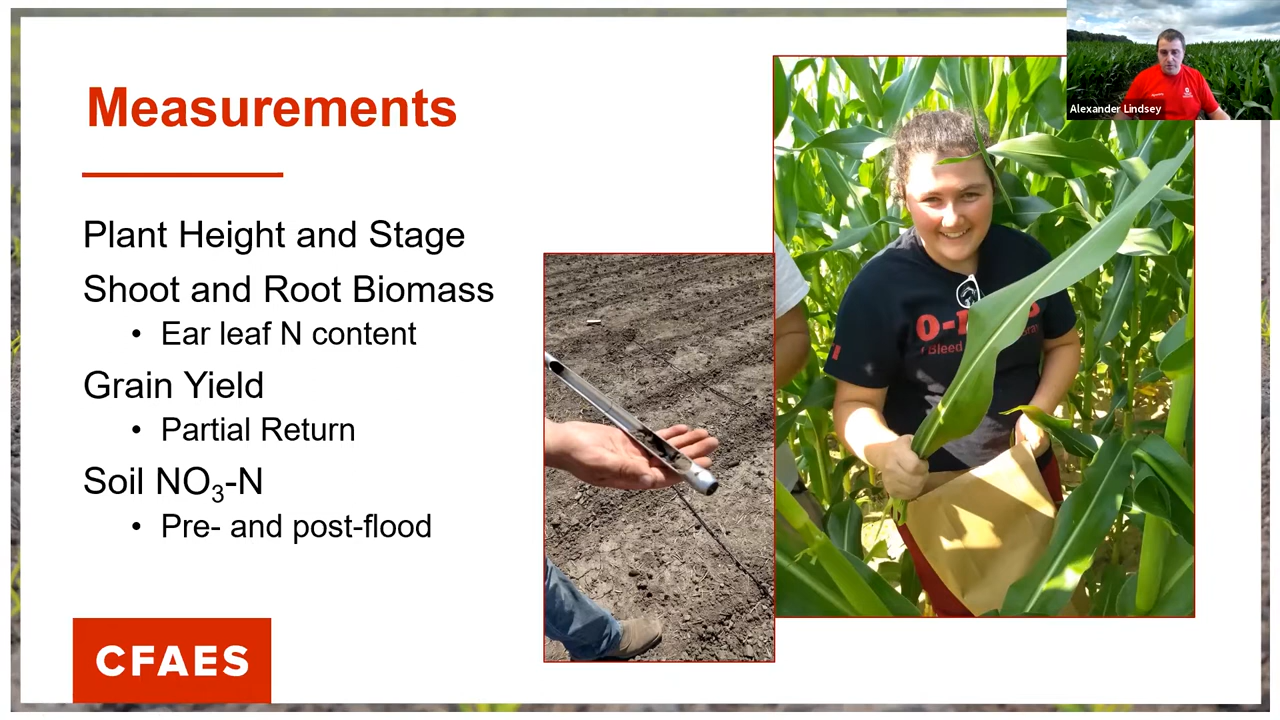 Measurements
Plant Height and Stage
Shoot and Root Biomass
• Ear leaf N content
Grain Yield
• Partial Return
Soil NO3-N
• Pre- and post-flood
CFAES
Alexander Lindsey
Bleed